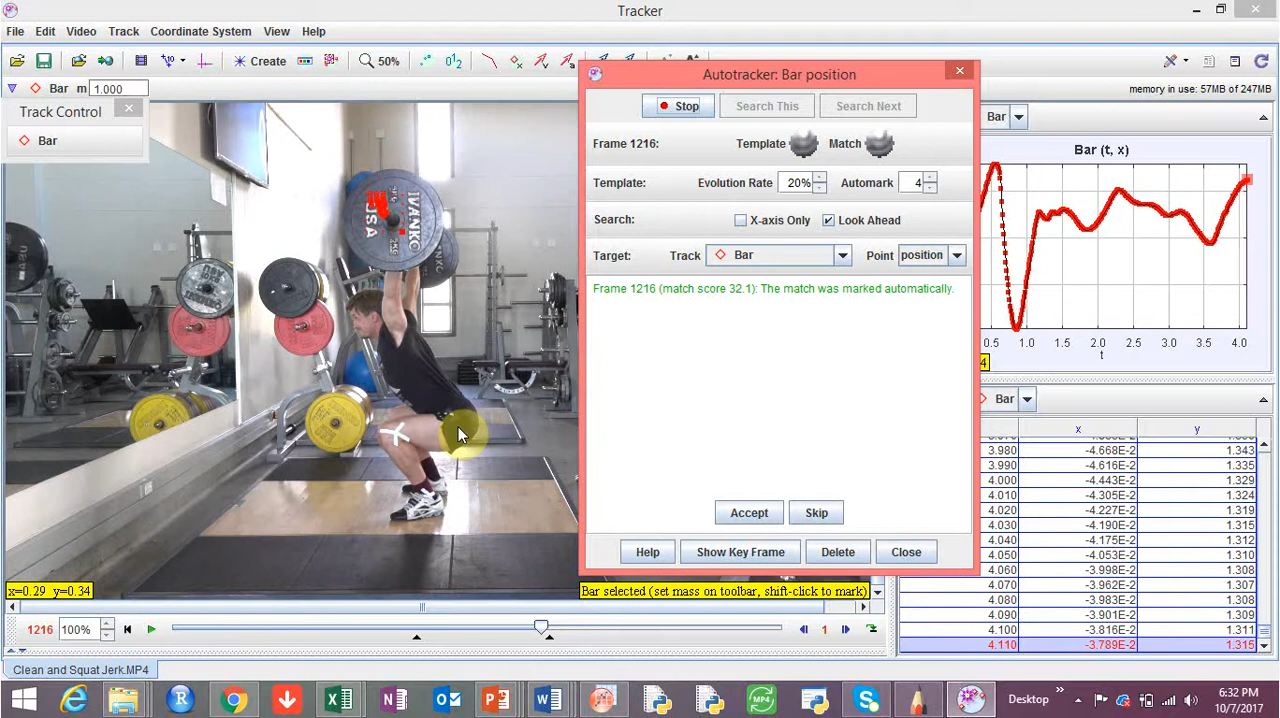 Tracker
File Edit Video Track Coordinate System View Help
Create 50%
Bar m 1.000
memory in use: 57MB of 247MB
Track Control
Bar
IVANKO
USA
Autotracker: Bar position
Stop Search This Search Next
Frame 1216: Template Match
Template: Evolution Rate 20% Automark 4
Search: X-axis Only Look Ahead
Target: Track Bar Point position
Frame 1216 (match score 32.1): The match was marked automatically.
Accept Skip
Help Show Key Frame Delete Close
Bar
Bar (t, x)
0.5 1.0 1.5 2.0 2.5 3.0 3.5 4.0
t
Bar
x y
3.980 -4.668E-2 1.343
3.990 -4.616E-2 1.335
4.000 -4.443E-2 1.329
4.010 -4.305E-2 1.324
4.020 -4.227E-2 1.319
4.030 -4.190E-2 1.315
4.040 -4.175E-2 1.312
4.050 -4.053E-2 1.310
4.060 -3.998E-2 1.308
4.070 -3.962E-2 1.307
4.080 -3.983E-2 1.308
4.090 -3.901E-2 1.309
4.100 -3.816E-2 1.311
4.110 -3.789E-2 1.315
x=0.29 y=0.34
Bar selected (set mass on toolbar, shift-click to mark)
1216 100% 1
Clean and Squat Jerk.MP4
Desktop
6:32 PM
10/7/2017